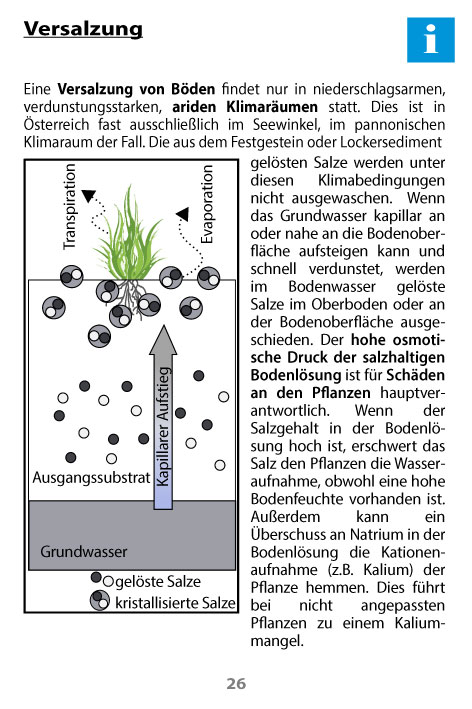 Versalzung
i
Eine Versalzung von Böden findet nur in niederschlagsarmen,
verdunstungsstarken, ariden Klimaräumen statt. Dies ist in
Österreich fast ausschließlich im Seewinkel, im pannonischen
Klimaraum der Fall. Die aus dem Festgestein oder Lockersediment
gelösten Salze werden unter
diesen Klimabedingungen
nicht ausgewaschen. Wenn
das Grundwasser kapillar an
oder nahe an die Bodenober-
fläche aufsteigen kann und
schnell verdunstet, werden
im Bodenwasser gelöste
Salze im Oberboden oder an
der Bodenoberfläche ausge-
schieden. Der hohe osmoti-
sche Druck der salzhaltigen
Bodenlösung ist für Schäden
an den Pflanzen hauptver-
antwortlich. Wenn der
Salzgehalt in der Bodenlö-
sung hoch ist, erschwert das
Salz den Pflanzen die Wasser-
aufnahme, obwohl eine hohe
Bodenfeuchte vorhanden ist.
Außerdem kann ein
Überschuss an Natrium in der
Bodenlösung die Kationen-
aufnahme (z.B. Kalium) der
Pflanze hemmen. Dies führt
bei nicht angepassten
Pflanzen zu einem Kalium-
mangel.
Transpiration
Evaporation
Kapillarer Aufstieg
Ausgangssubstrat
Grundwasser
gelöste Salze
kristallisierte Salze
26